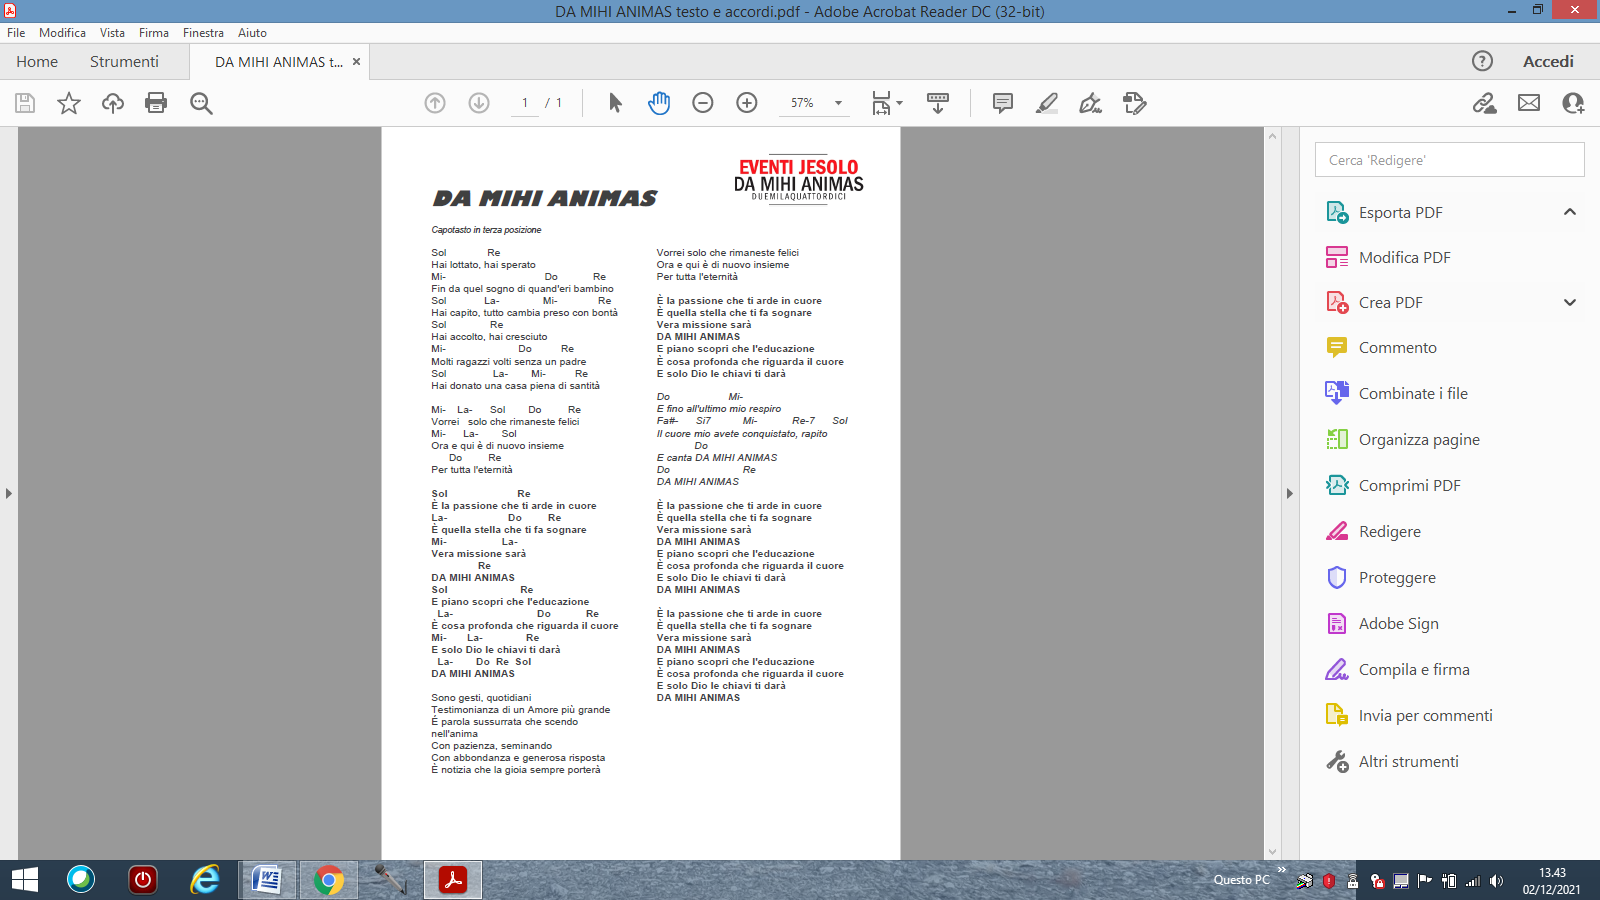 DA MIHI ANIMAS testo e accordi.pdf - Adobe Acrobat Reader DC (32-bit)
File Modifica Vista Firma Finestra Aiuto
Home Strumenti DA MIHI ANIMAS t... Accedi
1 / 1 57%
EVENTI JESOLO
DA MIHI ANIMAS
DUEMILAQUATTORDICI
DA MIHI ANIMAS
Capotasto in terza posizione
Sol Re
Hai lottato, hai sperato
Mi- Do Re
Fin da quel sogno di quand'eri bambino
Sol La- Mi- Re
Hai capito, tutto cambia preso con bontà
Sol Re
Hai accolto, hai cresciuto
Mi- Do Re
Molti ragazzi volti senza un padre
Sol La- Mi- Re
Hai donato una casa piena di santità
Mi- La- Sol Do Re
Vorrei solo che rimaneste felici
Mi- La- Sol
Ora e qui è di nuovo insieme
Do Re
Per tutta l'eternità
Sol Re
È la passione che ti arde in cuore
La- Do Re
È quella stella che ti fa sognare
Mi- La-
Vera missione sarà
Re
DA MIHI ANIMAS
Sol Re
E piano scopri che l'educazione
La- Do Re
È cosa profonda che riguarda il cuore
Mi- La- Re
E solo Dio le chiavi ti darà
La- Do Re Sol
DA MIHI ANIMAS
Sono gesti, quotidiani
Testimonianza di un Amore più grande
É parola sussurrata che scendo
nell'anima
Con pazienza, seminando
Con abbondanza e generosa risposta
È notizia che la gioia sempre porterà
Vorrei solo che rimaneste felici
Ora e qui è di nuovo insieme
Per tutta l'eternità
È la passione che ti arde in cuore
È quella stella che ti fa sognare
Vera missione sarà
DA MIHI ANIMAS
E piano scopri che l'educazione
È cosa profonda che riguarda il cuore
E solo Dio le chiavi ti darà
Do Mi-
E fino all'ultimo mio respiro
Fa#- Si7 Mi- Re-7 Sol
Il cuore mio avete conquistato, rapito
Do
E canta DA MIHI ANIMAS
Do Re
DA MIHI ANIMAS
È la passione che ti arde in cuore
È quella stella che ti fa sognare
Vera missione sarà
DA MIHI ANIMAS
E piano scopri che l'educazione
È cosa profonda che riguarda il cuore
E solo Dio le chiavi ti darà
DA MIHI ANIMAS
È la passione che ti arde in cuore
È quella stella che ti fa sognare
Vera missione sarà
DA MIHI ANIMAS
E piano scopri che l'educazione
È cosa profonda che riguarda il cuore
E solo Dio le chiavi ti darà
DA MIHI ANIMAS
Cerca 'Redigere'
Esporta PDF
Modifica PDF
Crea PDF
Commento
Combinate i file
Organizza pagine
Comprimi PDF
Redigere
Proteggere
Adobe Sign
Compila e firma
Invia per commenti
Altri strumenti
Questo PC
13.43
02/12/2021